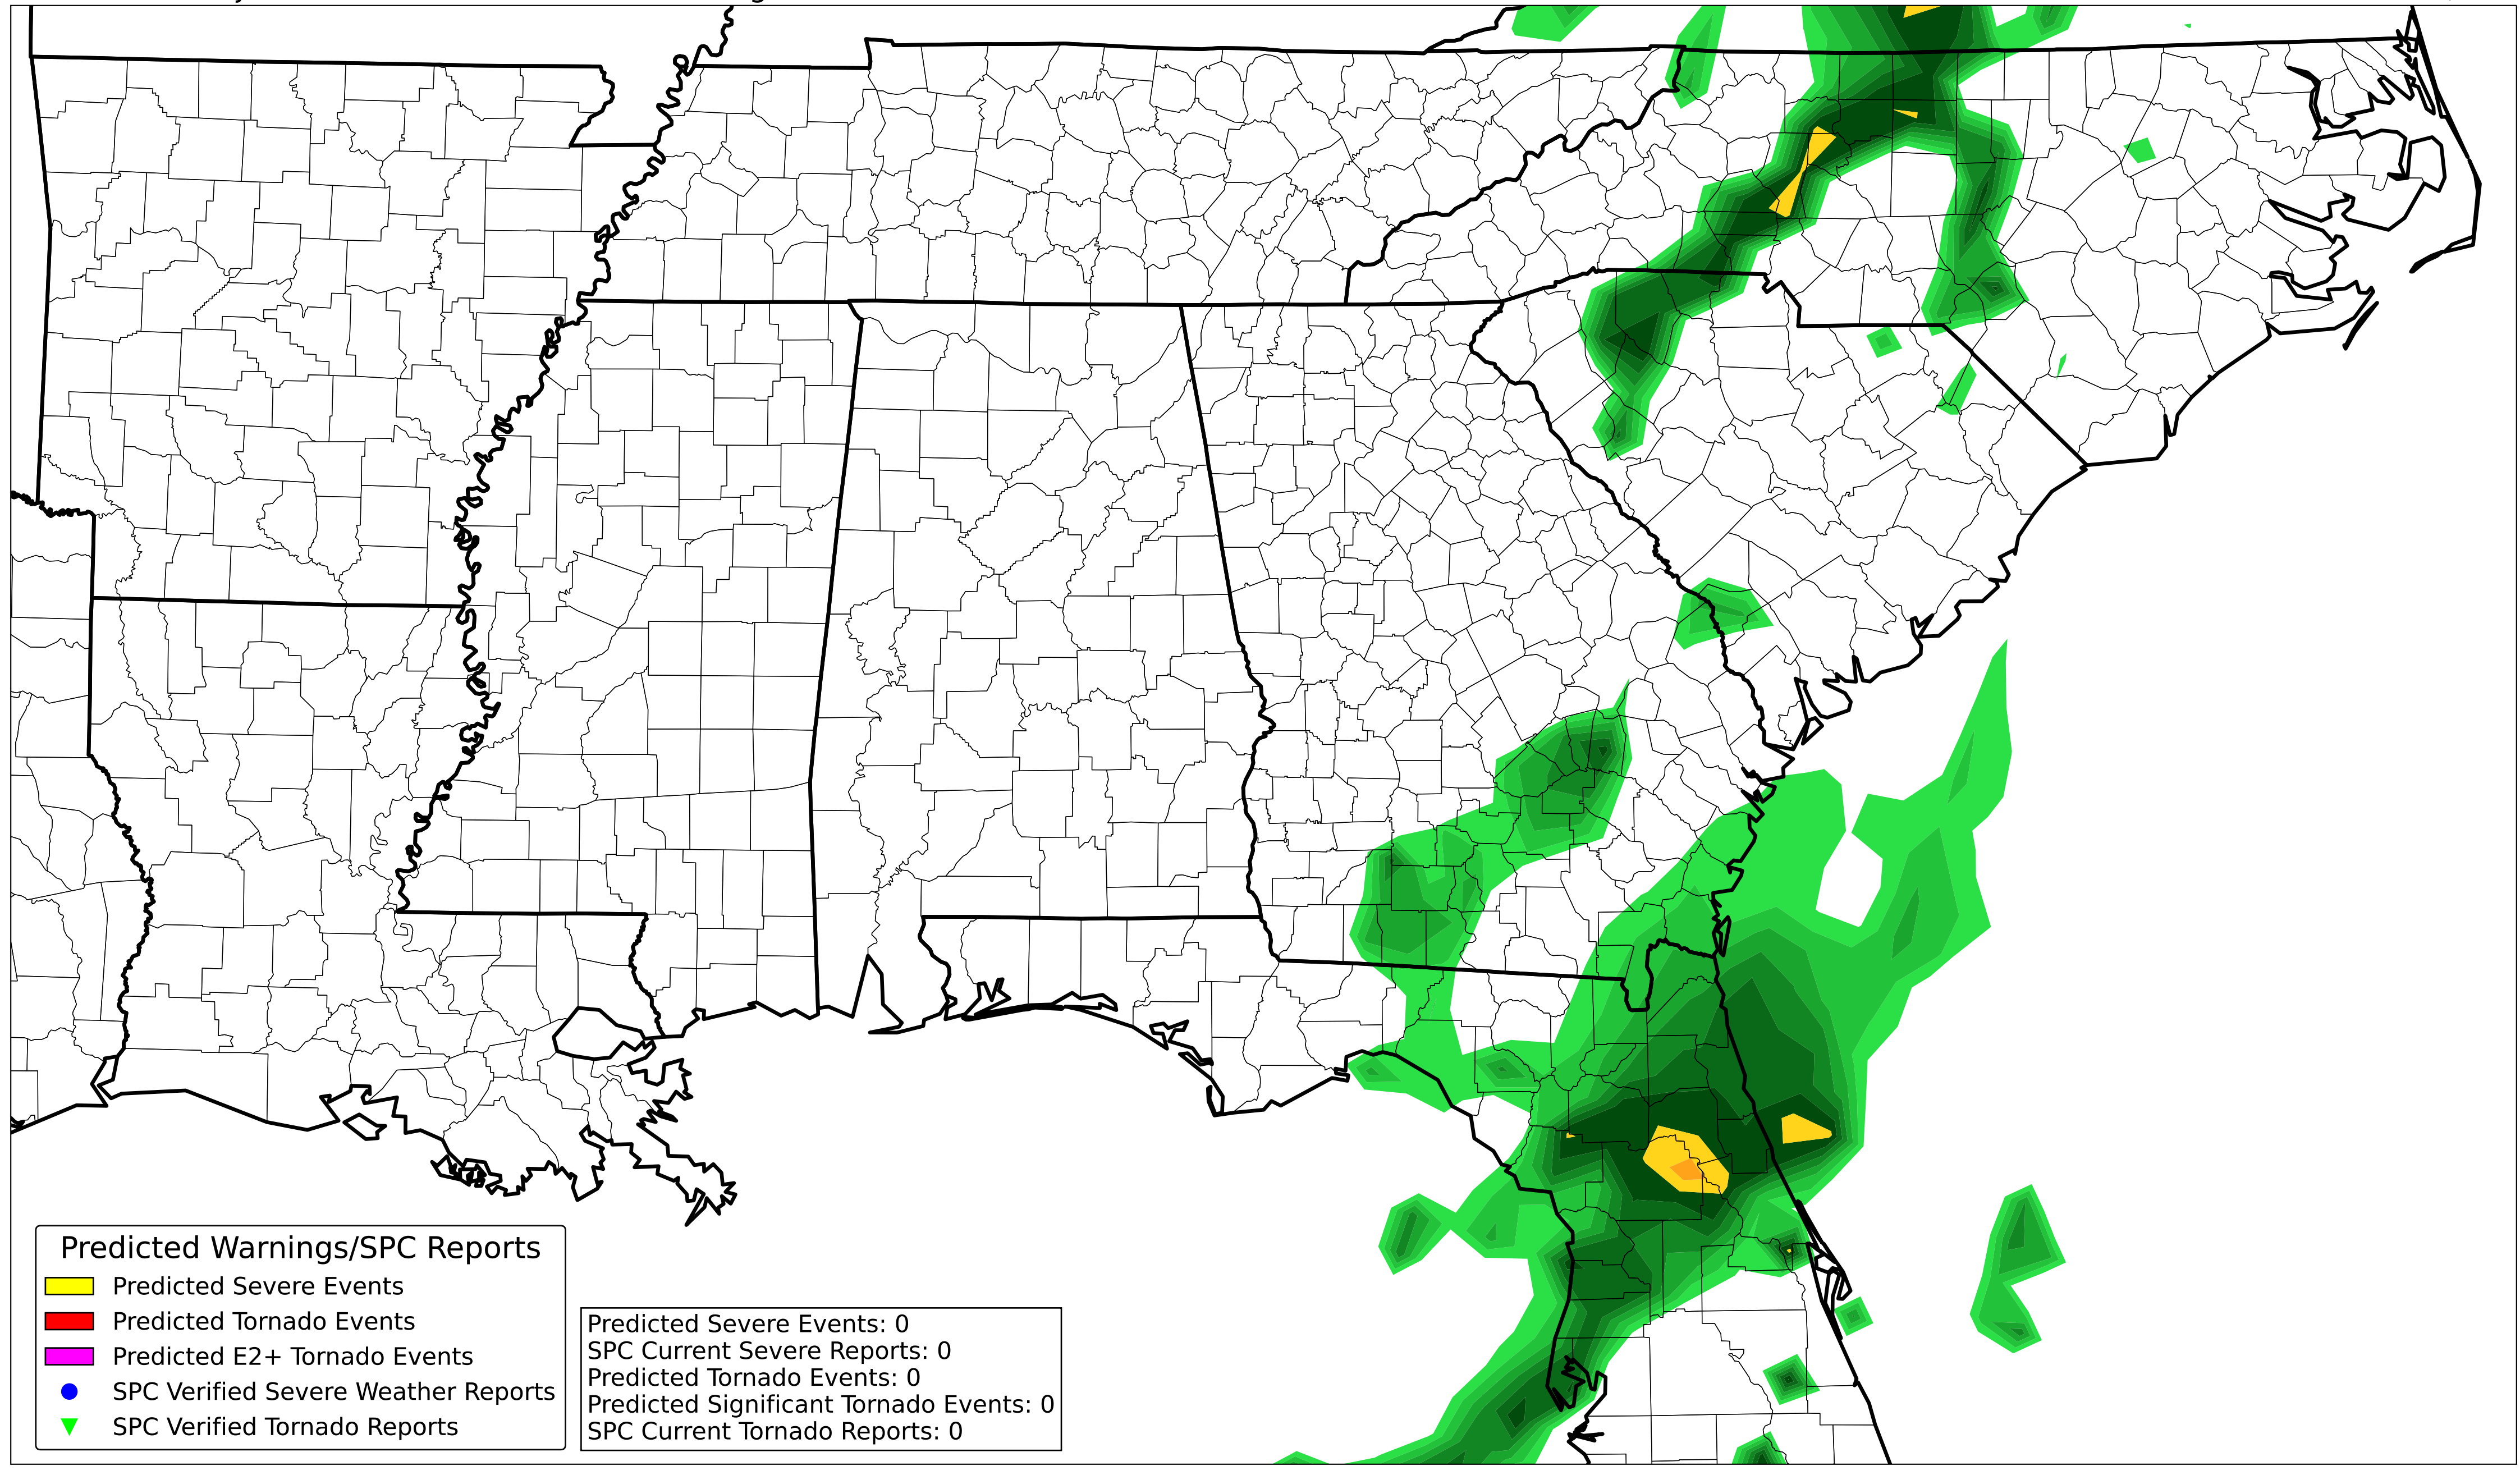 Predicted Warnings/SPC Reports
Predicted Severe Events
Predicted Tornado Events
Predicted E2+ Tornado Events
SPC Verified Severe Weather Reports
SPC Verified Tornado Reports
Predicted Severe Events: 0
SPC Current Severe Reports: 0
Predicted Tornado Events: 0
Predicted Significant Tornado Events: 0
SPC Current Tornado Reports: 0